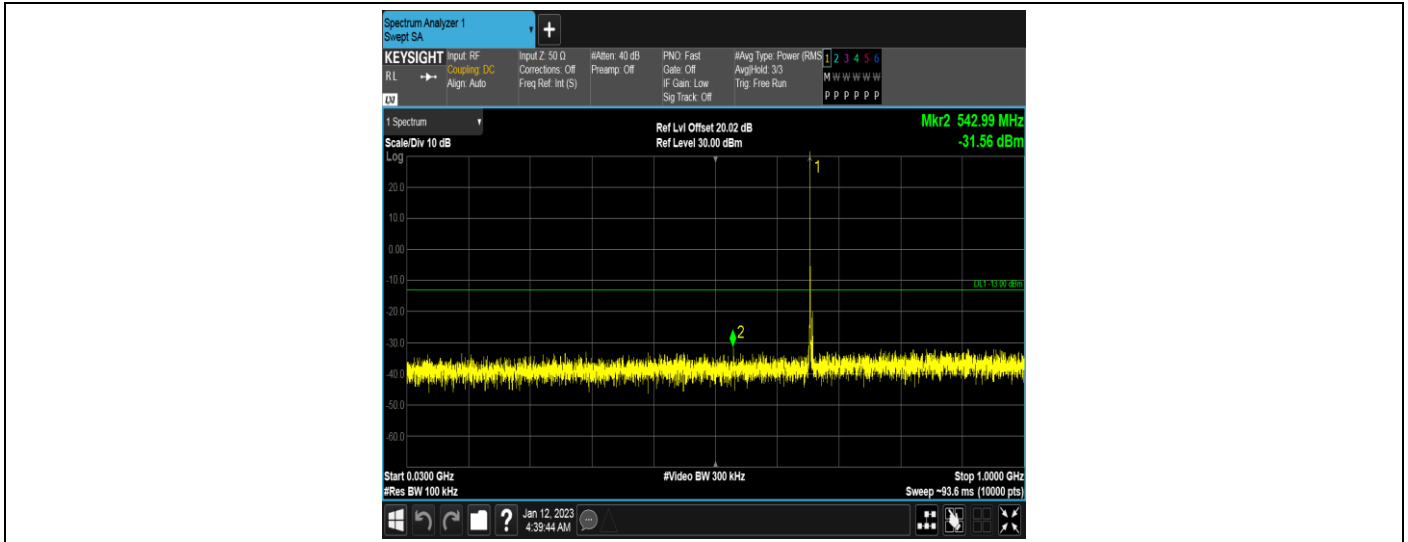 Spectrum Analyzer 1
Swept SA
+
KEYSIGHT
RL
LXI
Input: RF
Coupling: DC
Align: Auto
Input Z: 50 Ω
Corrections: Off
Freq Ref: Int (S)
#Atten: 40 dB
Preamp: Off
PNO: Fast
Gate: Off
IF Gain: Low
Sig Track: Off
#Avg Type: Power (RMS
Avg|Hold: 3/3
Trig: Free Run
1 2 3 4 5 6
M W W W W W
P P P P P P
1 Spectrum
Scale/Div 10 dB
Ref Lvl Offset 20.02 dB
Ref Level 30.00 dBm
Mkr2 542.99 MHz
-31.56 dBm
Log
1
20.0
10.0
0.00
-10.0
DL1 -13.00 dBm
-20.0
2
-30.0
-40.0
-50.0
-60.0
Start 0.0300 GHz
#Res BW 100 kHz
#Video BW 300 kHz
Stop 1.0000 GHz
Sweep ~93.6 ms (10000 pts)
?
Jan 12, 2023
4:39:44 AM